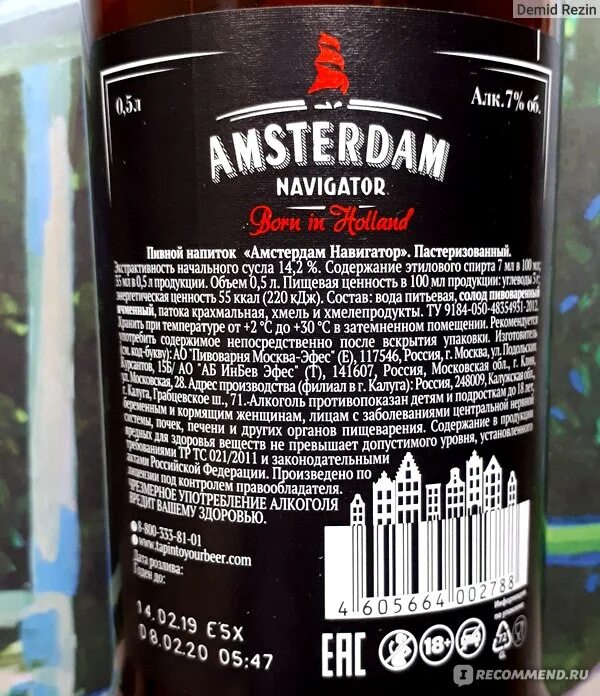 Demid Rezin
0,5л
Алк. 7% об.
AMSTERDAM
NAVIGATOR
Born in Holland
Пивной напиток «Амстердам Навигатор». Пастеризованный.
Экстрактивность начального сусла 14,2 %. Содержание этилового спирта 7 мл в 100 мл;
35 мл в 0,5 л продукции. Объем 0,5 л. Пищевая ценность в 100 мл продукции: углеводы 3 г;
энергетическая ценность 55 ккал (220 кДж). Состав: вода питьевая, солод пивоваренный
ячменный, патока крахмальная, хмель и хмелепродукты. ТУ 9184-050-48354951-2012.
Хранить при температуре от +2 °С до +30 °С в затемненном помещении. Рекомендуется
употребить содержимое непосредственно после вскрытия упаковки. Изготовитель
(см. код-букву): АО "Пивоварня Москва-Эфес" (Е), 117546, Россия, г. Москва, ул. Подольских
Курсантов, 15Б/ АО "АБ ИнБев Эфес" (Т), 141607, Россия, Московская обл., г. Клин,
ул. Московская, 28. Адрес производства (филиал в г. Калуга): Россия, 248009, Калужская обл.,
г. Калуга, Грабцевское ш., 71.-Алкоголь противопоказан детям и подросткам до 18 лет,
беременным и кормящим женщинам, лицам с заболеваниями центральной нервной
системы, почек, печени и других органов пищеварения. Содержание в продукции
вредных для здоровья веществ не превышает допустимого уровня, установленного
требованиями ТР ТС 021/2011 и законодательными
актами Российской Федерации. Произведено по
лицензии под контролем правообладателя.
ЧРЕЗМЕРНОЕ УПОТРЕБЛЕНИЕ АЛКОГОЛЯ
ВРЕДИТ ВАШЕМУ ЗДОРОВЬЮ.
8-800-333-81-01
www.tapintoyourbeer.com
Дата розлива:
Годен до:
14.02.19 E5X
08.02.20 05:47
4 605664 002788
EAC
18+
IRECOMMEND.RU